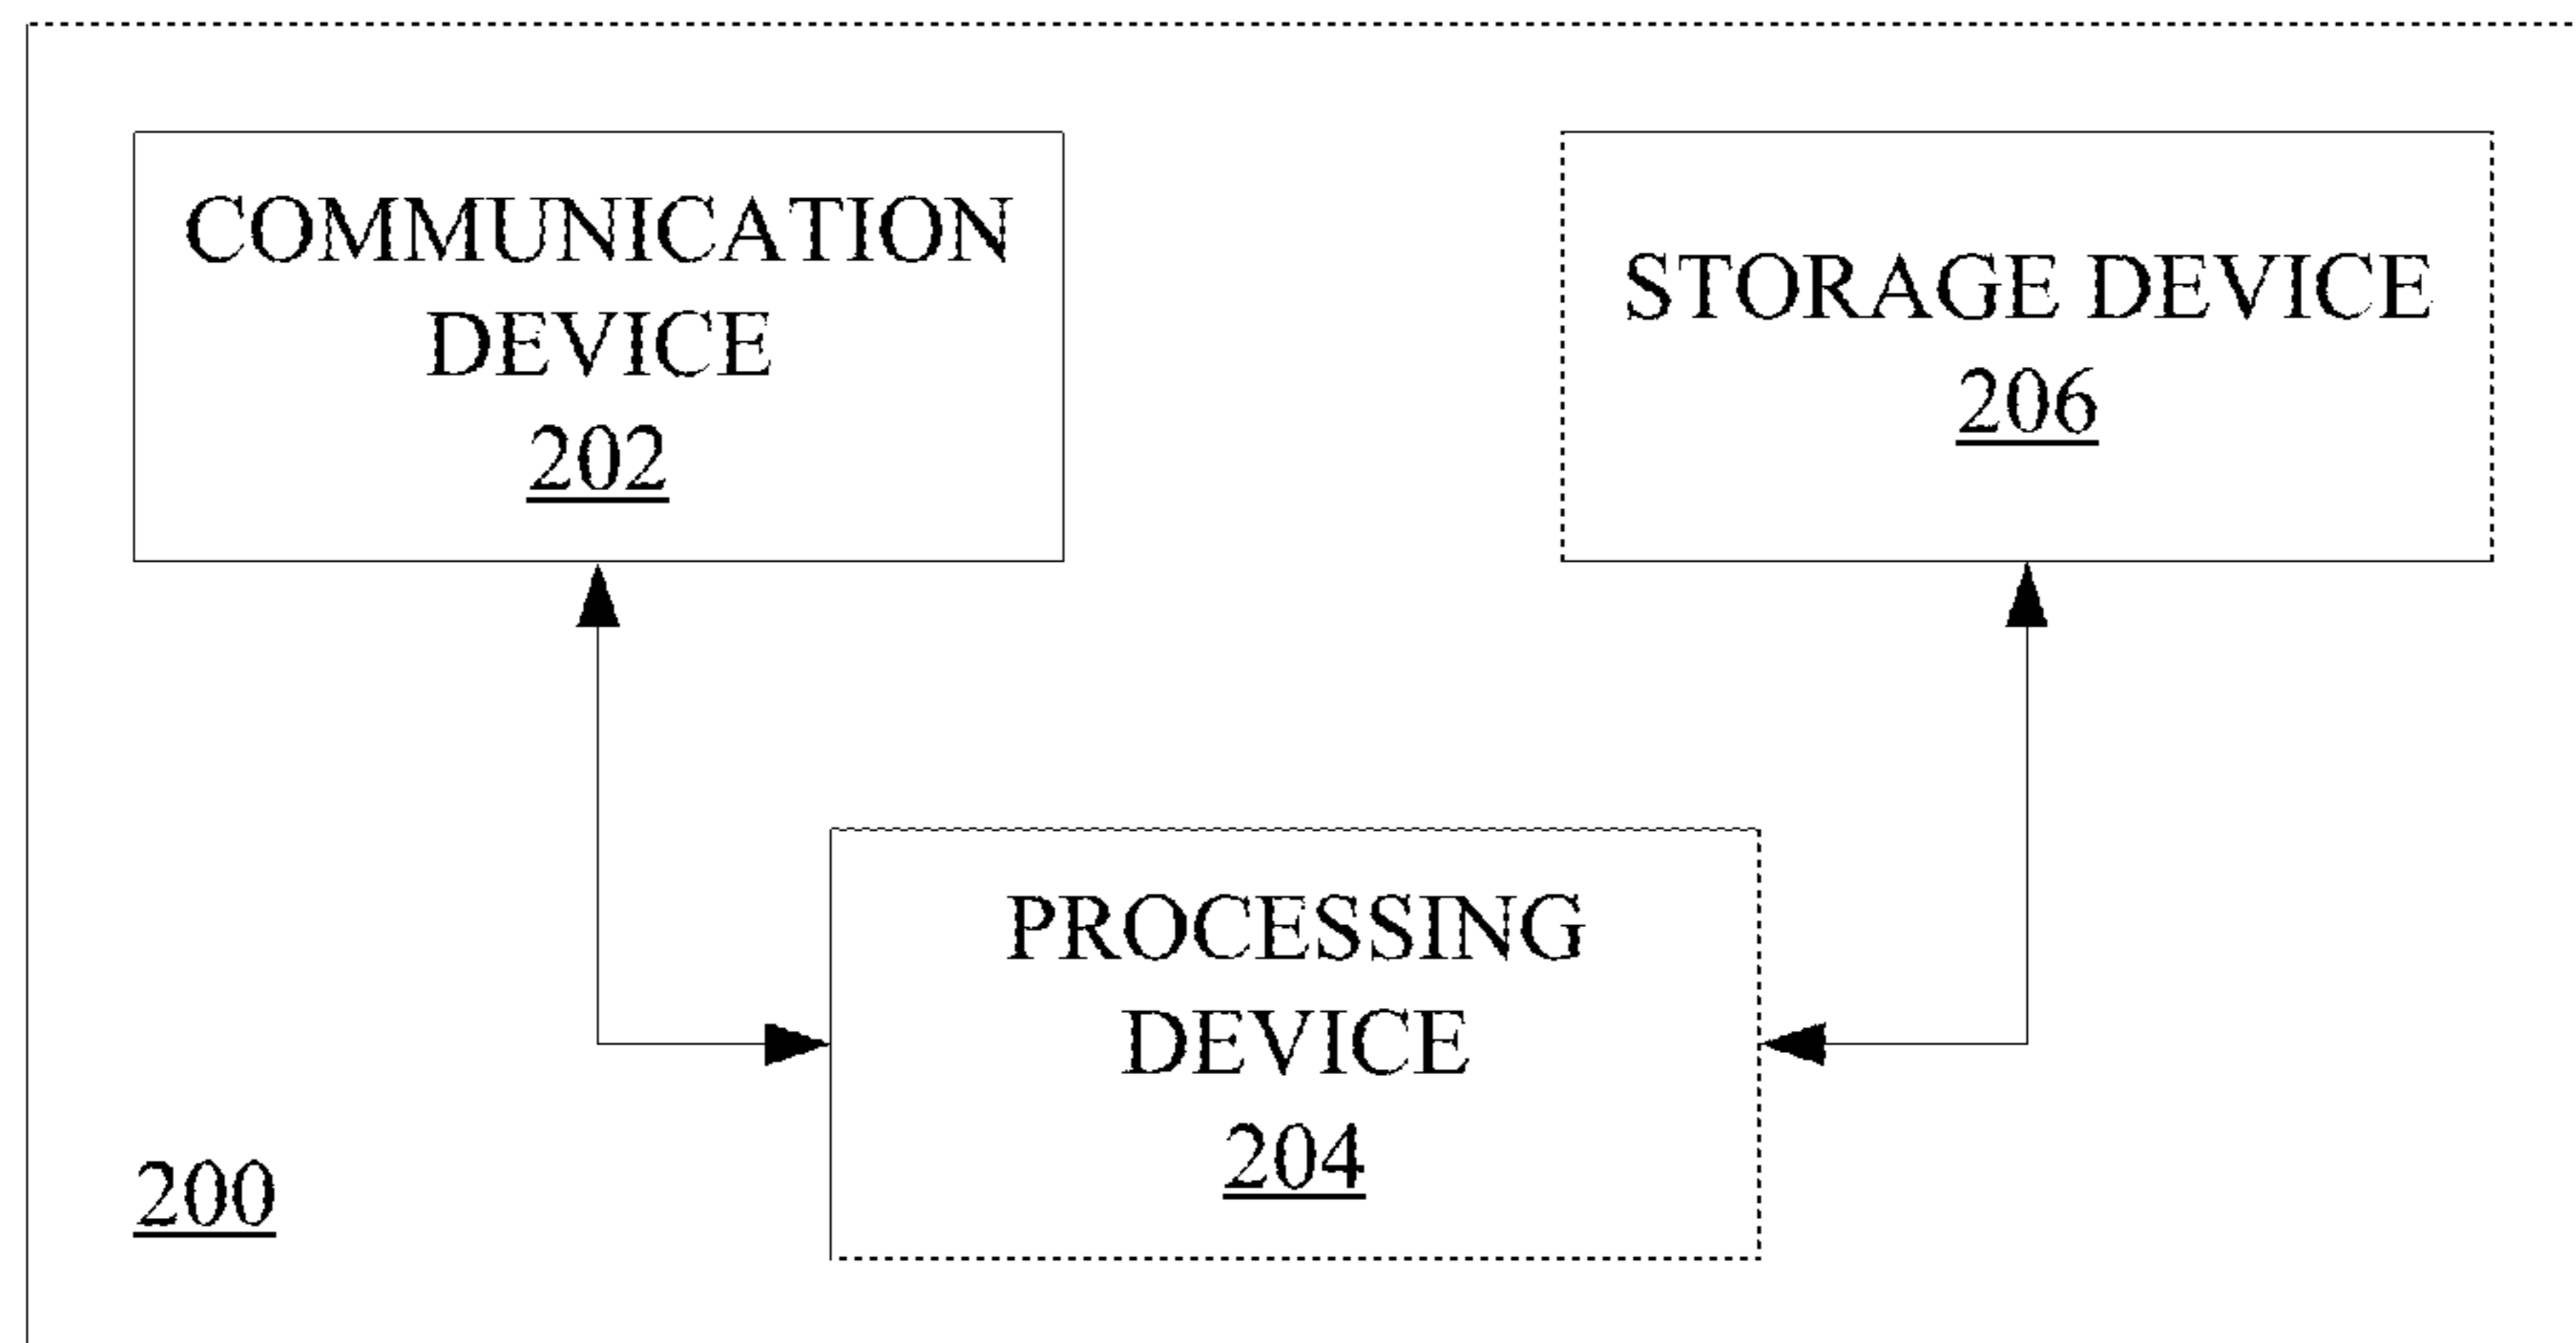 COMMUNICATION
DEVICE
202
STORAGE DEVICE
206
PROCESSING
DEVICE
204
200